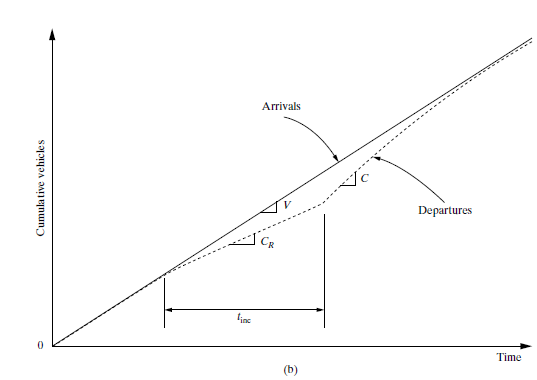 Arrivals
Cumulative vehicles
C
V
Departures
C_R
t_inc
0
Time
(b)